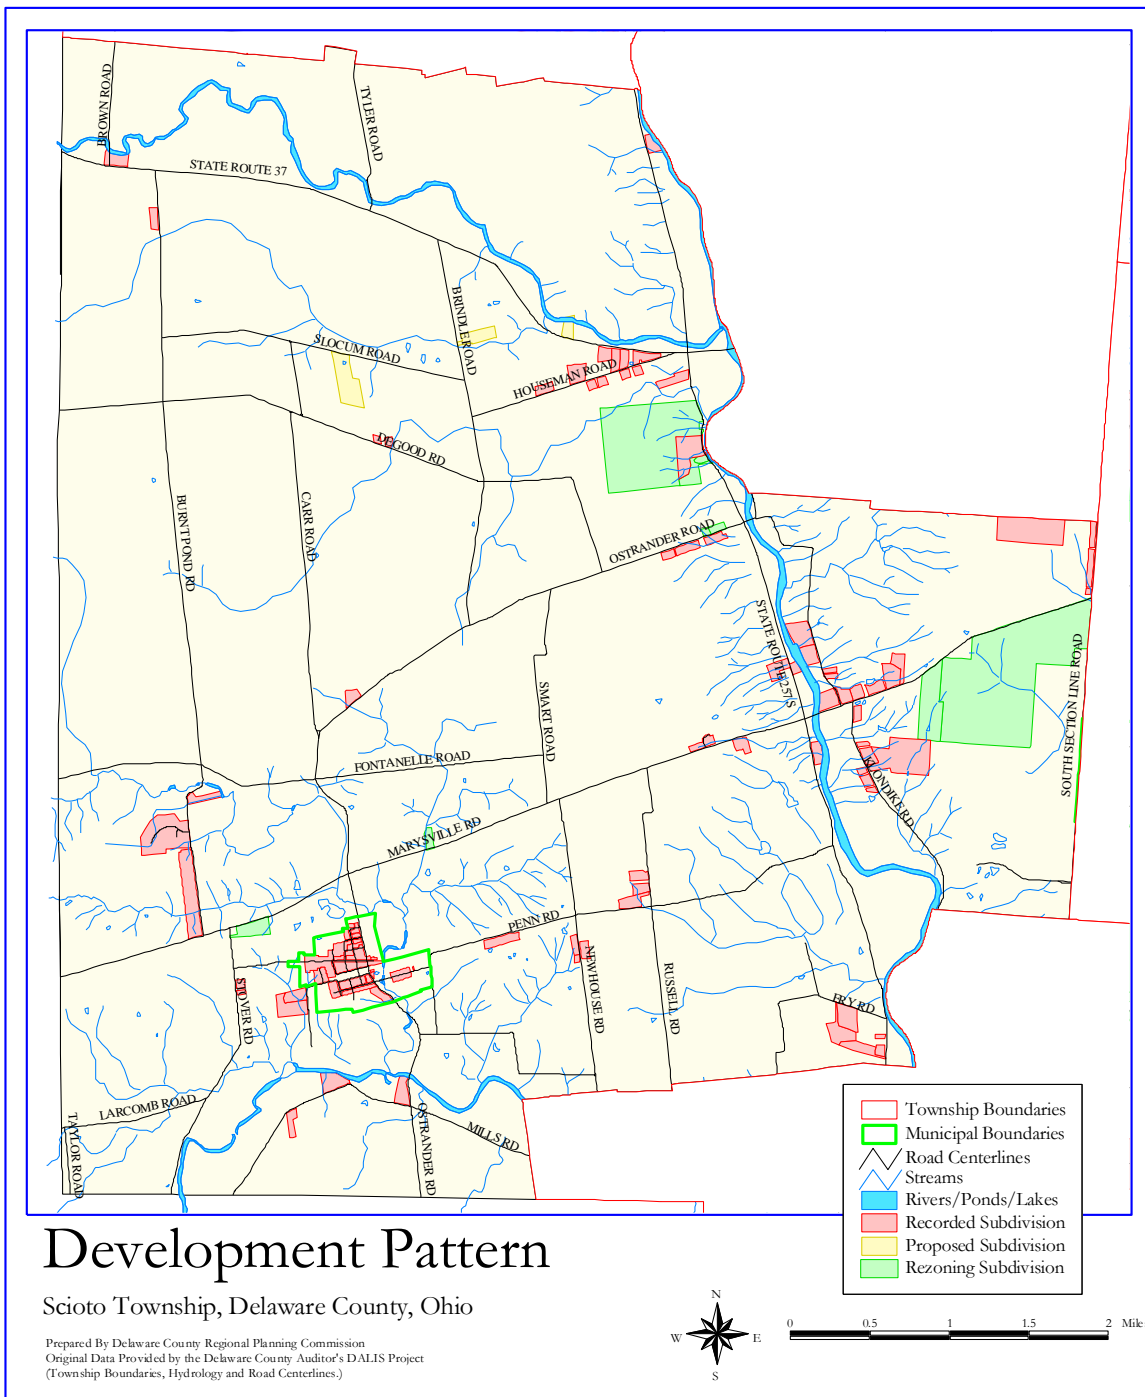 BROWN ROAD
TYLER ROAD
STATE ROUTE 37
BRINDLE ROAD
SLOCUM ROAD
HOUSEMAN ROAD
DEGOOD RD
BURNT POND RD
CARR ROAD
OSTRANDER ROAD
STATE ROUTE 257 S
SMART ROAD
SOUTH SECTION LINE ROAD
FONTANELLE ROAD
KLONDIKE RD
MARYSVILLE RD
PENN RD
NEWHOUSE RD
RUSSELL RD
STOVER RD
FRY RD
LARCOMB ROAD
TAYLOR ROAD
OSTRANDER RD
MILLS RD
Township Boundaries
Municipal Boundaries
Road Centerlines
Streams
Rivers/Ponds/Lakes
Recorded Subdivision
Proposed Subdivision
Rezoning Subdivision
Development Pattern
Scioto Township, Delaware County, Ohio
Prepared By Delaware County Regional Planning Commission
Original Data Provided by the Delaware County Auditor's DALIS Project
(Township Boundaries, Hydrology and Road Centerlines.)
N
W E
S
0 0.5 1 1.5 2 Mile